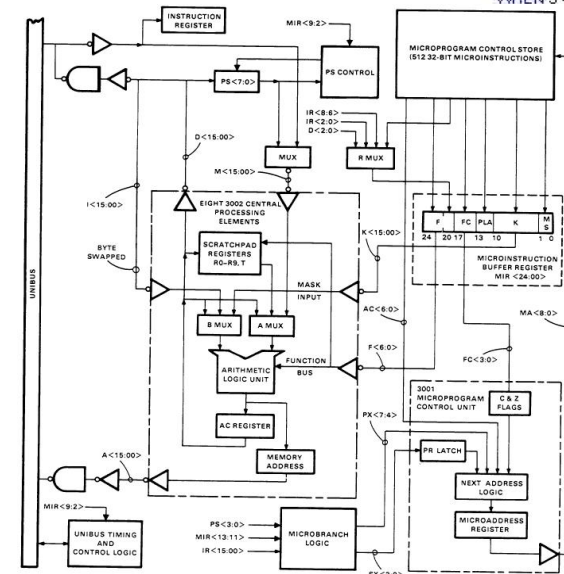 WHEN
INSTRUCTION
REGISTER
MIR<9:2>
MICROPROGRAM CONTROL STORE
(512 32-BIT MICROINSTRUCTIONS)
PS<7:0>
PS CONTROL
IR<8:6>
IR<2:0>
D<2:0>
D<15:00>
MUX
R MUX
M<15:00>
I<15:00>
EIGHT 3002 CENTRAL
PROCESSING
ELEMENTS
F
FC
PLA
K
M
S
24
20
17
13
10
1
0
K<15:00>
SCRATCHPAD
REGISTERS
R0-R9, T
MICROINSTRUCTION
BUFFER REGISTER
MIR <24:00>
BYTE
SWAPPED
UNIBUS
MASK
INPUT
AC<6:0>
MA<8:0>
B MUX
A MUX
F<6:0>
FUNCTION
BUS
FC<3:0>
ARITHMETIC
LOGIC UNIT
3001
MICROPROGRAM
CONTROL UNIT
C & Z
FLAGS
AC REGISTER
PX<7:4>
MEMORY
ADDRESS
PR LATCH
A<15:00>
NEXT ADDRESS
LOGIC
MIR<9:2>
PS<3:0>
MIR<13:11>
IR<15:00>
MICROBRANCH
LOGIC
MICROADDRESS
REGISTER
UNIBUS TIMING
AND
CONTROL LOGIC